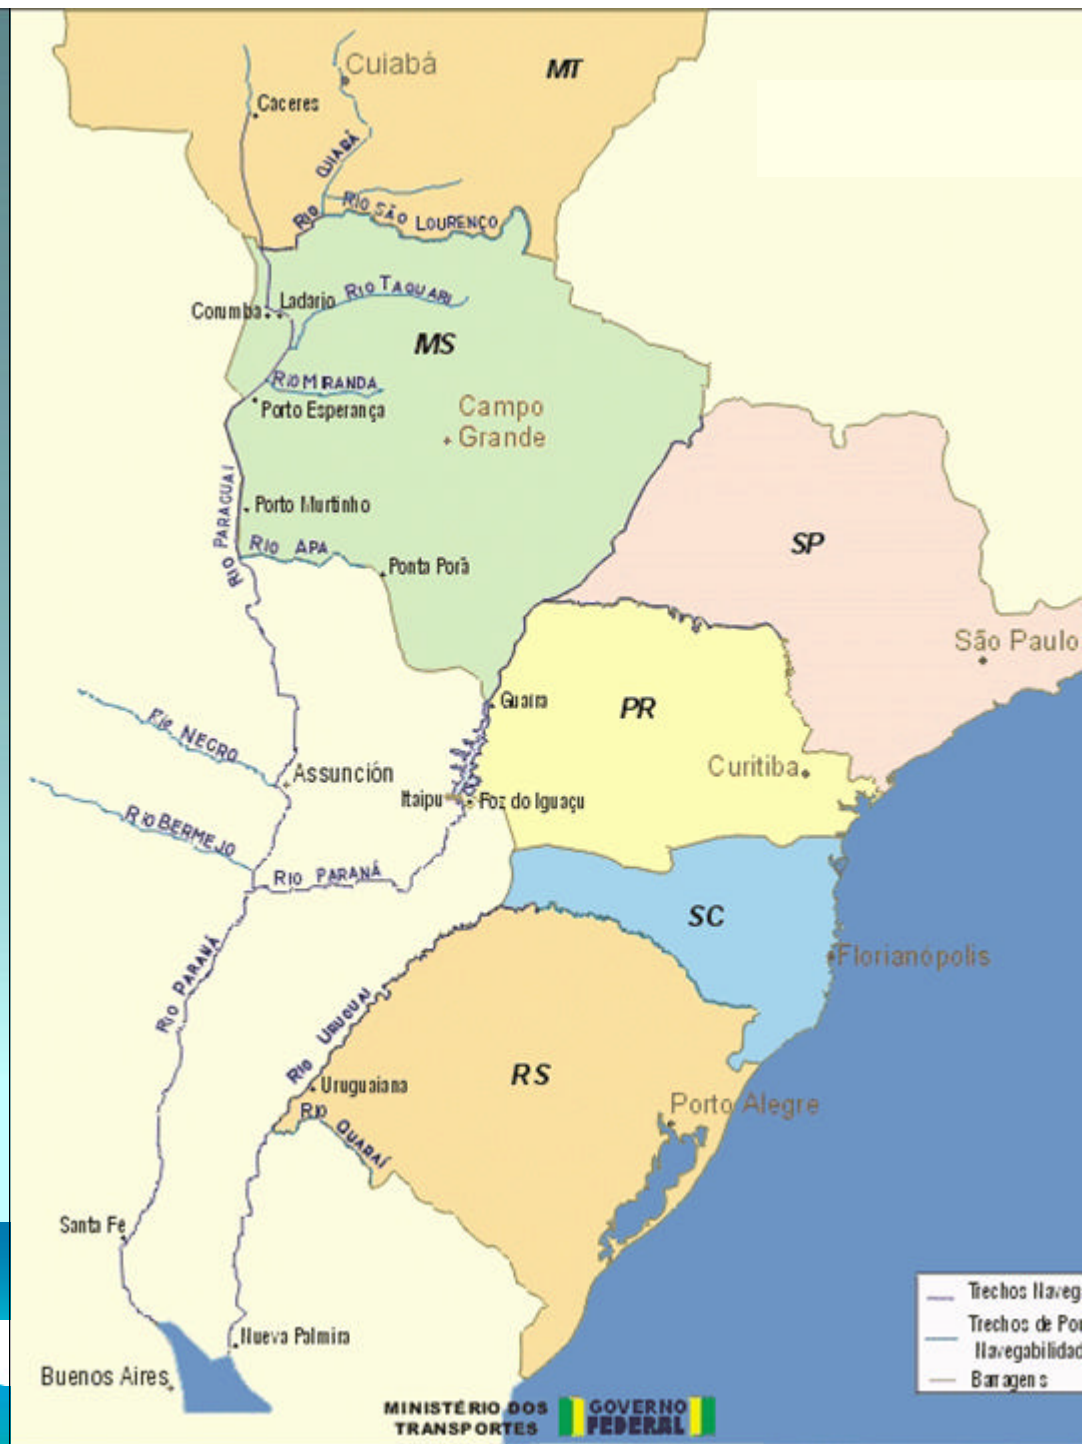 Cuiabá
MT
Caceres
CUIABÁ
RIO
RIO SÃO LOURENÇO
Corumba
Ladario
RIO TAQUARI
MS
RIO MIRANDA
Porto Esperança
Campo
Grande
RIO PARAGUAI
Porto Murtinho
RIO APA
Ponta Porã
SP
São Paulo
Guaira
PR
RIO NEGRO
Assunción
Curitiba
Itaipu
Foz do Iguaçu
RIO BERMEJO
RIO PARANÁ
SC
RIO PARANÁ
Florianópolis
RIO URUGUAI
RS
Uruguaiana
Porto Alegre
RIO QUARAÍ
Santa Fe
Trechos Naveg
Trechos de Po
Navegabilidad
Barragens
Nueva Palmira
Buenos Aires
MINISTÉRIO DOS
TRANSPORTES
GOVERNO
FEDERAL